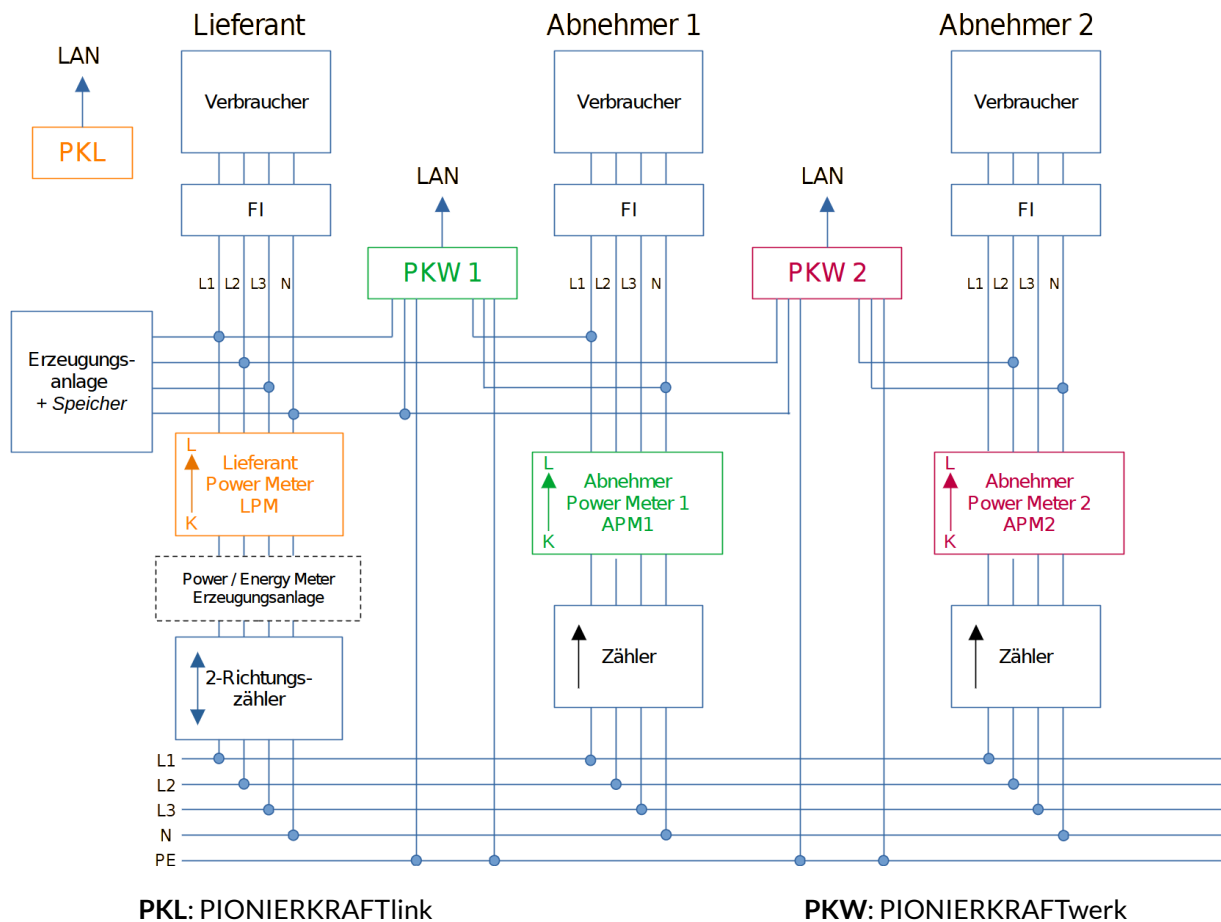 Lieferant
Abnehmer 1
Abnehmer 2
LAN
Verbraucher
Verbraucher
Verbraucher
PKL
LAN
LAN
FI
FI
FI
PKW 1
PKW 2
L1 L2 L3 N
L1 L2 L3 N
L1 L2 L3 N
Erzeugungs-
anlage
+ Speicher
L
Lieferant
Power Meter
LPM
K
L
Abnehmer
Power Meter 1
APM1
K
L
Abnehmer
Power Meter 2
APM2
K
Power / Energy Meter
Erzeugungsanlage
2-Richtungs-
zähler
Zähler
Zähler
L1
L2
L3
N
PE
PKL: PIONIERKRAFTlink
PKW: PIONIERKRAFTwerk